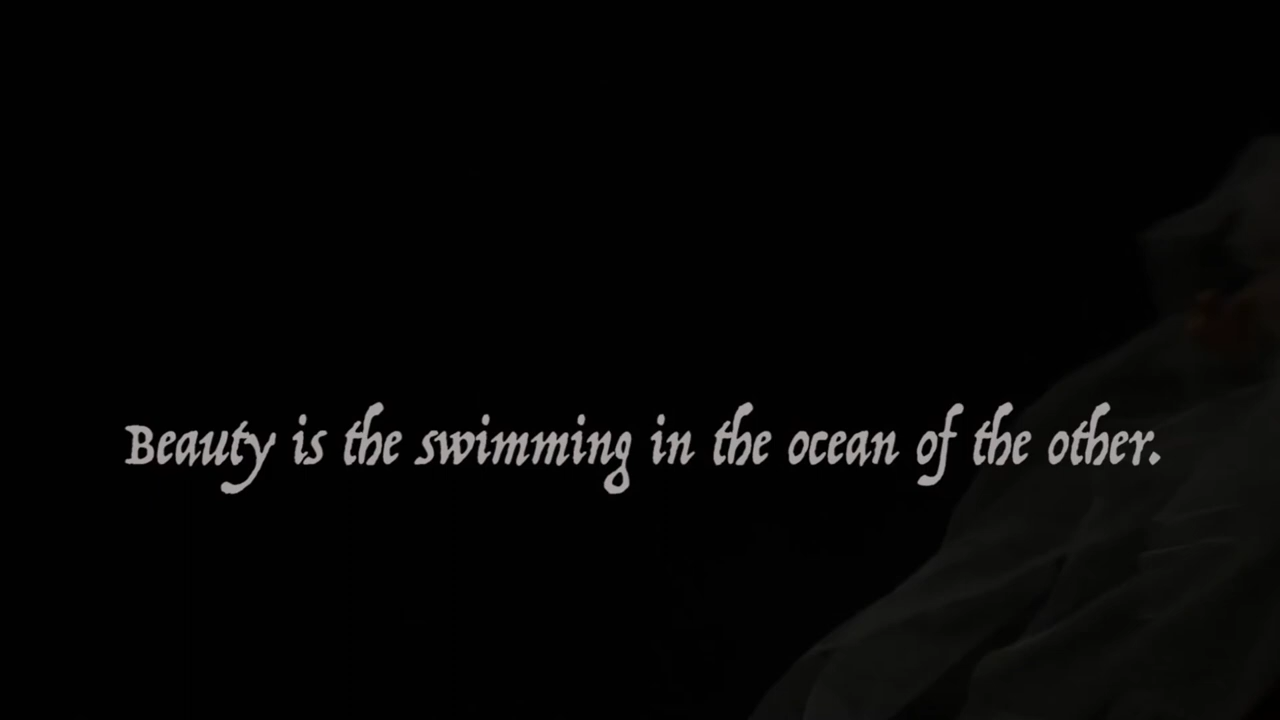 Beauty is the swimming in the ocean of the other.